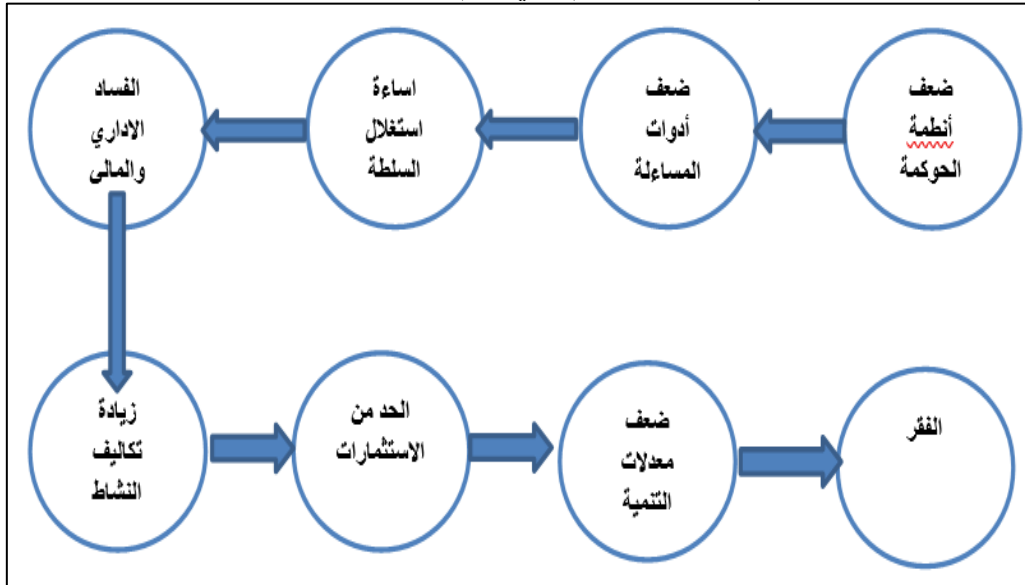 ضعف
أنطمة
الحوكمة
ضعف
أدوات
المساءلة
اساءة
استغلال
السلطة
الفساد
الاداري
والمالى
زيادة
تكاليف
النشاط
الحد من
الاستثمارات
ضعف
معدلات
التنمية
الفقر